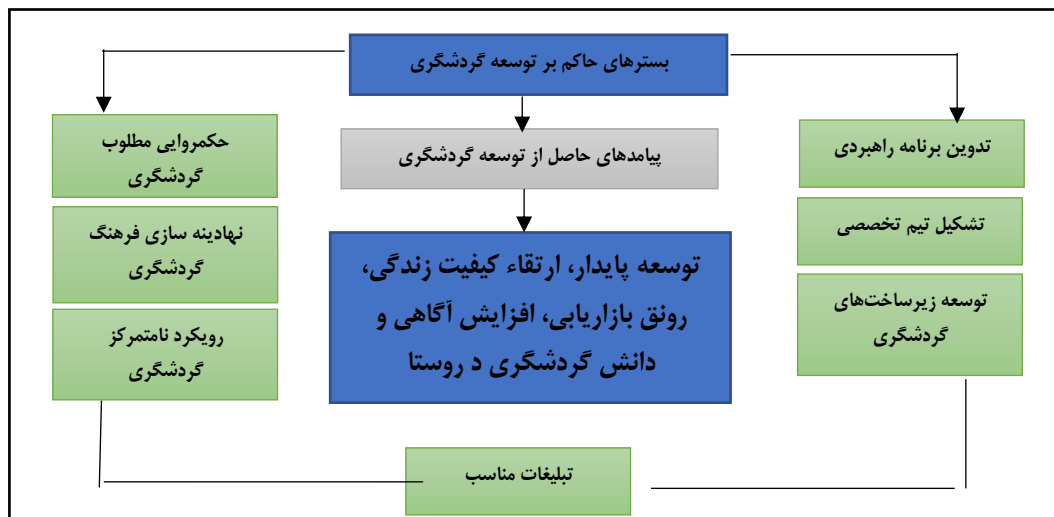 بسترهای حاکم بر توسعه گردشگری
تدوین برنامه راهبردی
تشکیل تیم تخصصی
توسعه زیرساخت‌های
گردشگری
پیامدهای حاصل از توسعه گردشگری
توسعه پایدار، ارتقاء کیفیت زندگی،
رونق بازاریابی، افزایش آگاهی و
دانش گردشگری د روستا
حکمروایی مطلوب
گردشگری
نهادینه سازی فرهنگ
گردشگری
رویکرد نامتمرکز
گردشگری
تبلیغات مناسب